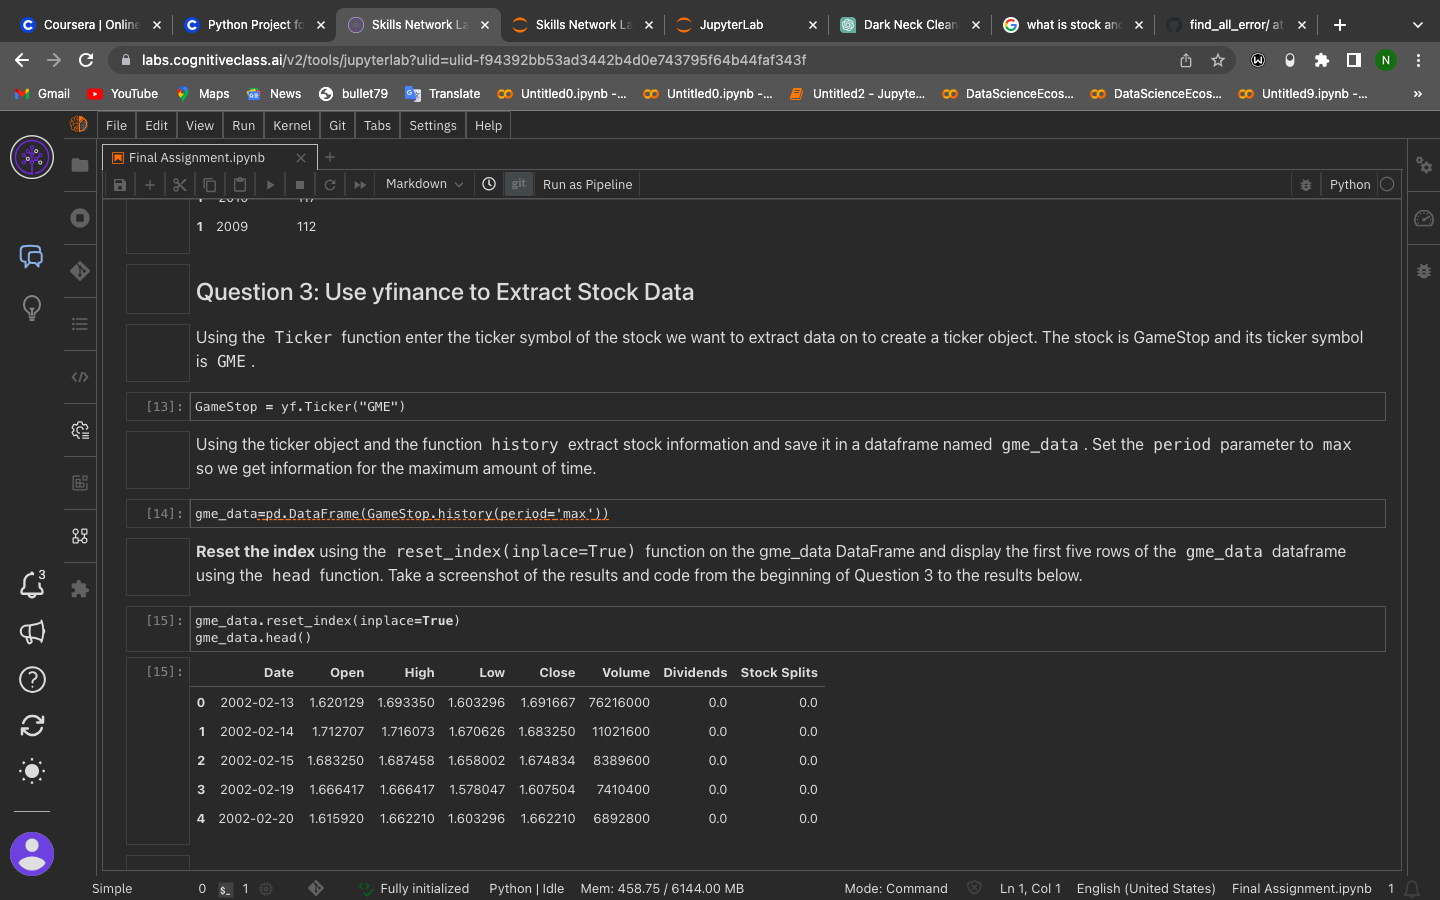 Coursera | Online
Python Project fo
Skills Network La
Skills Network La
JupyterLab
Dark Neck Clean
what is stock and
find_all_error/ at
labs.cognitiveclass.ai/v2/tools/jupyterlab?ulid=ulid-f94392bb53ad3442b4d0e743795f64b44faf343f
N
Gmail
YouTube
Maps
News
bullet79
Translate
Untitled0.ipynb -...
Untitled0.ipynb -...
Untitled2 - Jupyte...
DataScienceEcos...
DataScienceEcos...
Untitled9.ipynb -...
»
File Edit View Run Kernel Git Tabs Settings Help
Final Assignment.ipynb
Markdown
git
Run as Pipeline
Python
1 2009 112
Question 3: Use yfinance to Extract Stock Data
Using the Ticker function enter the ticker symbol of the stock we want to extract data on to create a ticker object. The stock is GameStop and its ticker symbol
is GME .
[13]: GameStop = yf.Ticker("GME")
Using the ticker object and the function history extract stock information and save it in a dataframe named gme_data . Set the period parameter to max
so we get information for the maximum amount of time.
[14]: gme_data=pd.DataFrame(GameStop.history(period='max'))
Reset the index using the reset_index(inplace=True) function on the gme_data DataFrame and display the first five rows of the gme_data dataframe
using the head function. Take a screenshot of the results and code from the beginning of Question 3 to the results below.
[15]: gme_data.reset_index(inplace=True)
gme_data.head()
[15]: Date Open High Low Close Volume Dividends Stock Splits
0 2002-02-13 1.620129 1.693350 1.603296 1.691667 76216000 0.0 0.0
1 2002-02-14 1.712707 1.716073 1.670626 1.683250 11021600 0.0 0.0
2 2002-02-15 1.683250 1.687458 1.658002 1.674834 8389600 0.0 0.0
3 2002-02-19 1.666417 1.666417 1.578047 1.607504 7410400 0.0 0.0
4 2002-02-20 1.615920 1.662210 1.603296 1.662210 6892800 0.0 0.0
3
Simple 0 $_ 1 Fully initialized Python | Idle Mem: 458.75 / 6144.00 MB Mode: Command Ln 1, Col 1 English (United States) Final Assignment.ipynb 1